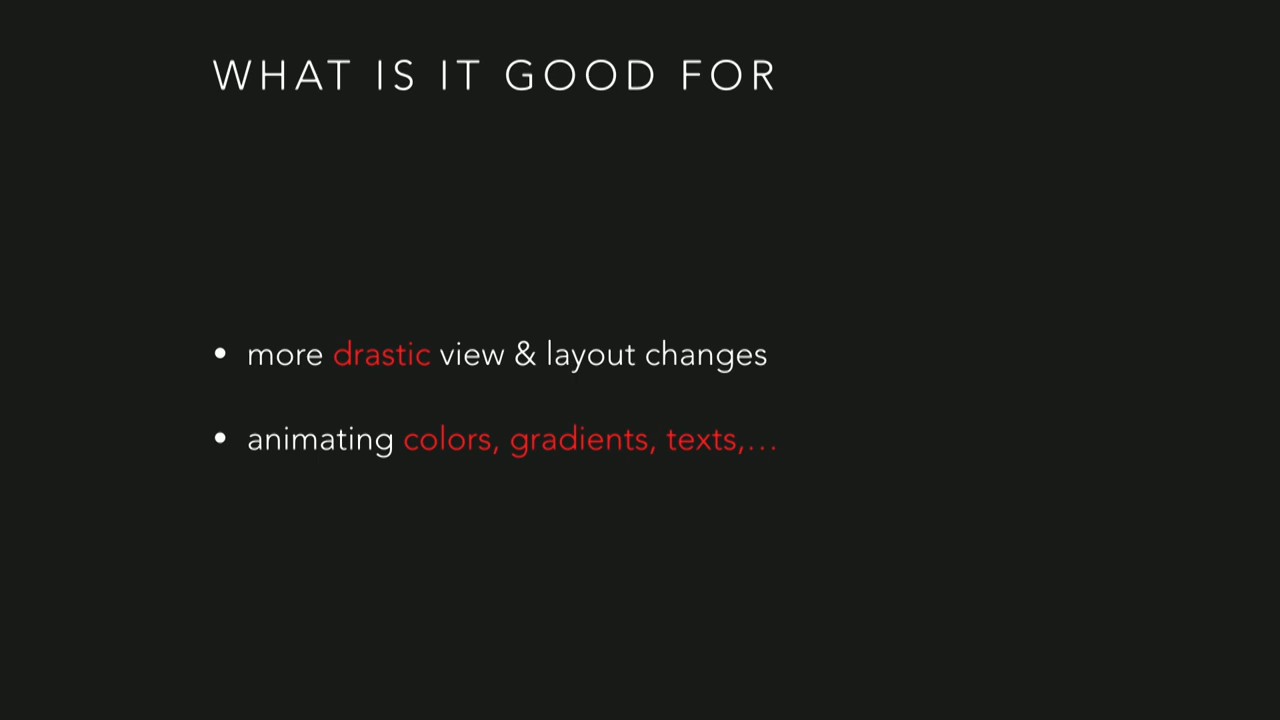 WHAT IS IT GOOD FOR
• more drastic view & layout changes
• animating colors, gradients, texts,...